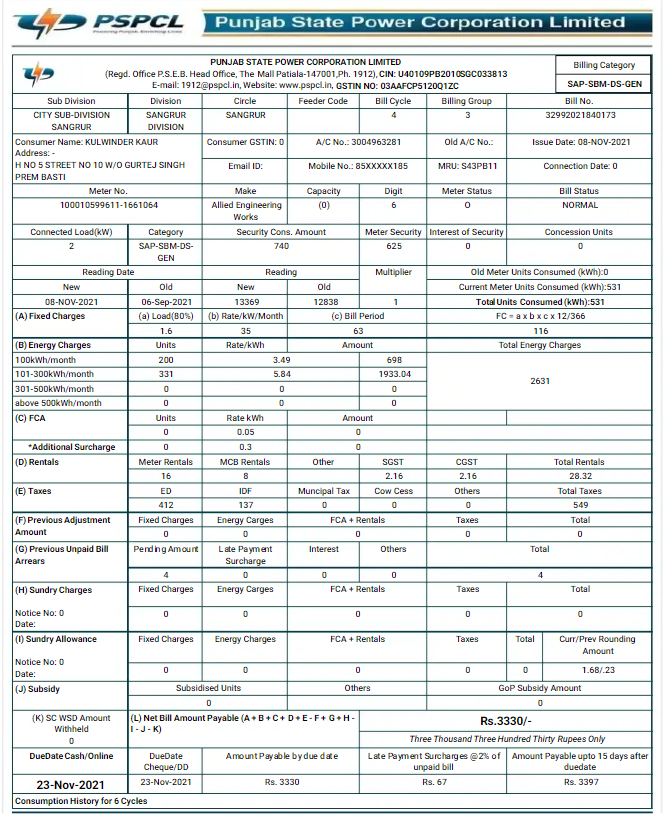 PSPCL
Powering Punjab, Enriching Lives
Punjab State Power Corporation Limited
PUNJAB STATE POWER CORPORATION LIMITED
(Regd. Office P.S.E.B. Head Office, The Mall Patiala-147001,Ph. 1912), CIN: U40109PB2010SGC033813
E-mail: 1912@pspcl.in, Website: www.pspcl.in, GSTIN NO: 03AAFCP5120Q1ZC
Billing Category
SAP-SBM-DS-GEN
Sub Division Division Circle Feeder Code Bill Cycle Billing Group Bill No.
CITY SUB-DIVISION SANGRUR SANGRUR 4 3 32992021840173
SANGRUR DIVISION
Consumer Name: KULWINDER KAUR Consumer GSTIN: 0 A/C No.: 3004963281 Old A/C No.: Issue Date: 08-NOV-2021
Address: -
H NO 5 STREET NO 10 W/O GURTEJ SINGH Email ID: Mobile No.: 85XXXXX185 MRU: S43PB11 Connection Date: 0
PREM BASTI
Meter No. Make Capacity Digit Meter Status Bill Status
100010599611-1661064 Allied Engineering (0) 6 O NORMAL
Works
Connected Load(kW) Category Security Cons. Amount Meter Security Interest of Security Concession Units
2 SAP-SBM-DS- 740 625 0 0
GEN
Reading Date Reading Multiplier Old Meter Units Consumed (kWh):0
New Old New Old Current Meter Units Consumed (kWh):531
08-NOV-2021 06-Sep-2021 13369 12838 1 Total Units Consumed (kWh):531
(A) Fixed Charges (a) Load(80%) (b) Rate/kW/Month (c) Bill Period FC = a x b x c x 12/366
1.6 35 63 116
(B) Energy Charges Units Rate/kWh Amount Total Energy Charges
100kWh/month 200 3.49 698
101-300kWh/month 331 5.84 1933.04
2631
301-500kWh/month 0 0 0
above 500kWh/month 0 0 0
(C) FCA Units Rate kWh Amount
0 0.05 0
*Additional Surcharge 0 0.3 0
(D) Rentals Meter Rentals MCB Rentals Other SGST CGST Total Rentals
16 8 2.16 2.16 28.32
(E) Taxes ED IDF Muncipal Tax Cow Cess Others Total Taxes
412 137 0 0 0 549
(F) Previous Adjustment Fixed Charges Energy Carges FCA + Rentals Taxes Total
Amount 0 0 0 0 0
(G) Previous Unpaid Bill Pending Amount Late Payment Interest Others Total
Arrears Surcharge
4 0 0 0 4
(H) Sundry Charges Fixed Charges Energy Carges FCA + Rentals Taxes Total
Notice No: 0 0 0 0 0 0
Date:
(I) Sundry Allowance Fixed Charges Energy Charges FCA + Rentals Taxes Total Curr/Prev Rounding
Amount
Notice No: 0
Date: 0 0 0 0 0 1.68/.23
(J) Subsidy Subsidised Units Others GoP Subsidy Amount
0 0
(K) SC WSD Amount (L) Net Bill Amount Payable (A + B + C + D + E - F + G + H - Rs.3330/-
Withheld I - J - K)
0 Three Thousand Three Hundred Thirty Rupees Only
DueDate Cash/Online DueDate Amount Payable by due date Late Payment Surcharges @2% of Amount Payable upto 15 days after
Cheque/DD unpaid bill duedate
23-Nov-2021 23-Nov-2021 Rs. 3330 Rs. 67 Rs. 3397
Consumption History for 6 Cycles